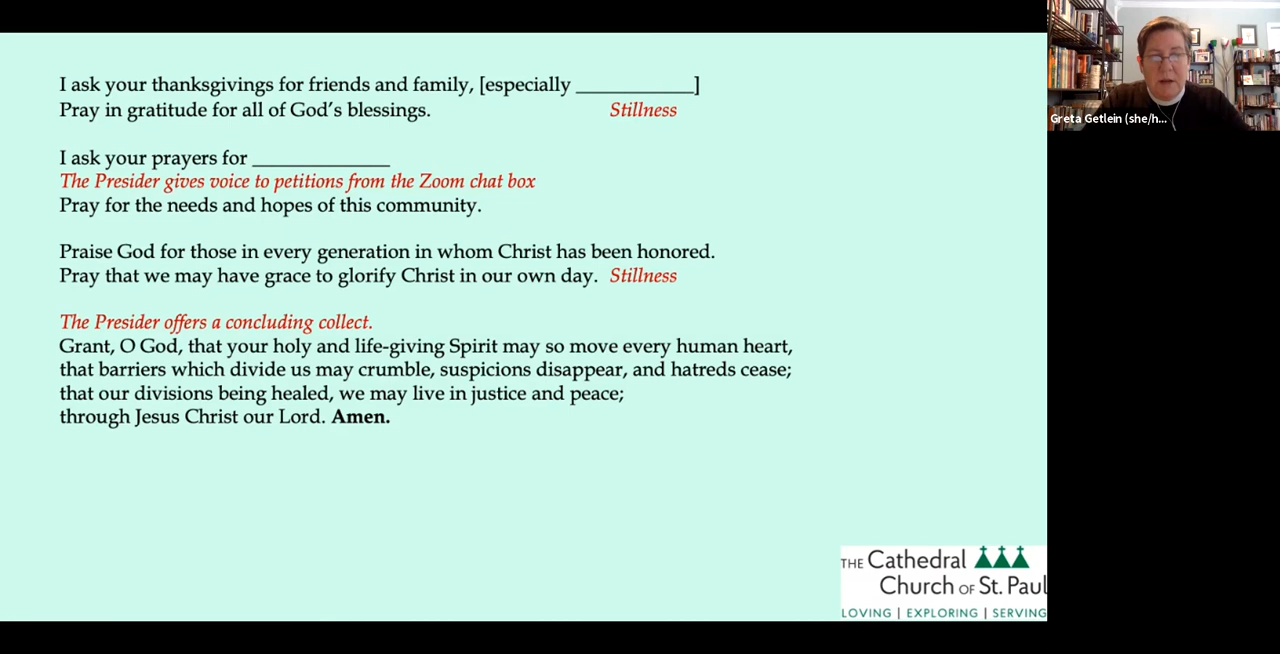 I ask your thanksgivings for friends and family, [especially ____________]
Pray in gratitude for all of God’s blessings. Stillness
I ask your prayers for ______________
The Presider gives voice to petitions from the Zoom chat box
Pray for the needs and hopes of this community.
Praise God for those in every generation in whom Christ has been honored.
Pray that we may have grace to glorify Christ in our own day. Stillness
The Presider offers a concluding collect.
Grant, O God, that your holy and life-giving Spirit may so move every human heart,
that barriers which divide us may crumble, suspicions disappear, and hatreds cease;
that our divisions being healed, we may live in justice and peace;
through Jesus Christ our Lord. Amen.
THE Cathedral
Church OF St. Paul
LOVING | EXPLORING | SERVING
Greta Getlein (she/h...